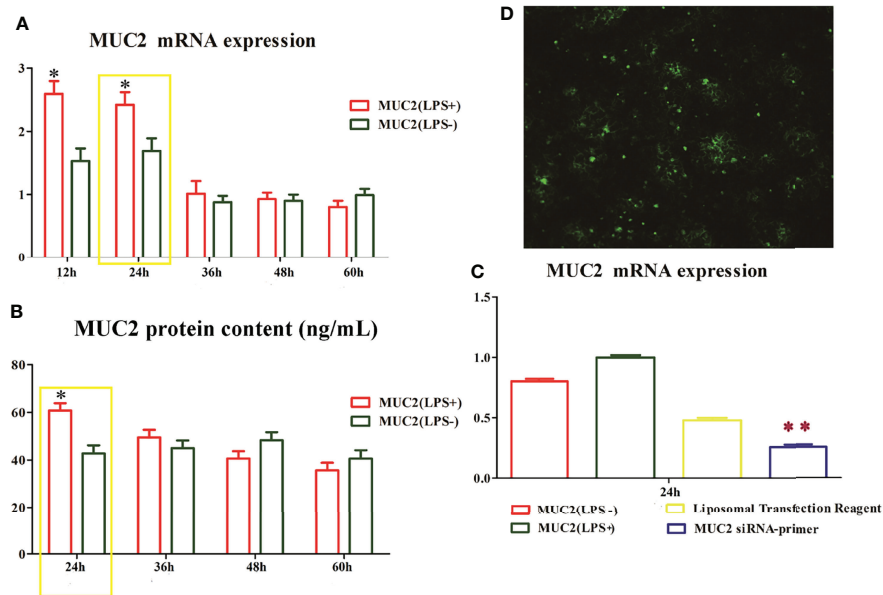 A
MUC2 mRNA expression
3
2
1
0
*
*
MUC2(LPS+)
MUC2(LPS-)
12h 24h 36h 48h 60h
B
MUC2 protein content (ng/mL)
80
60
40
20
0
*
MUC2(LPS+)
MUC2(LPS-)
24h 36h 48h 60h
D
C
MUC2 mRNA expression
1.5
1.0
0.5
0.0
**
24h
MUC2(LPS-) Liposomal Transfection Reagent
MUC2(LPS+) MUC2 siRNA-primer